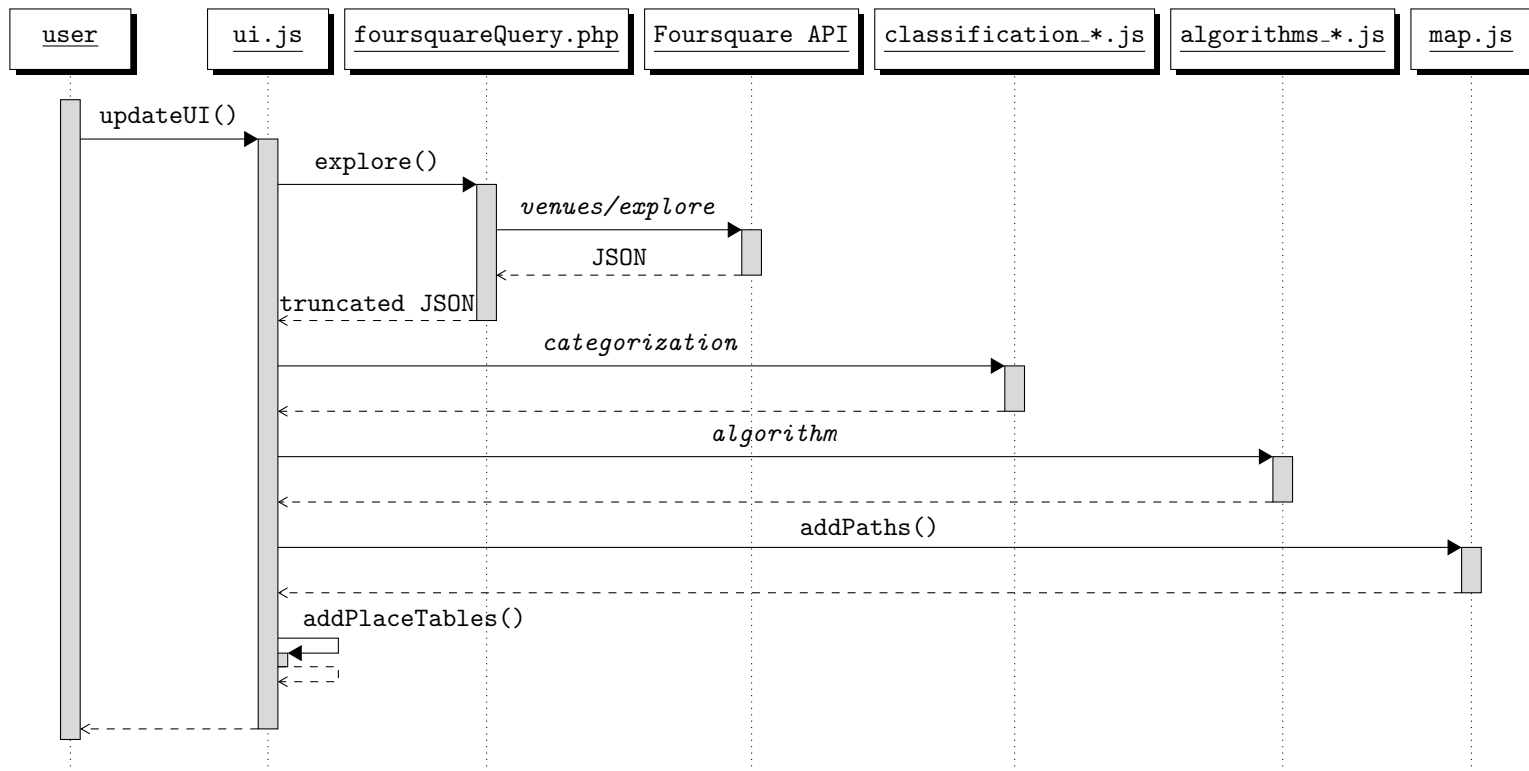 user
ui.js
foursquareQuery.php
Foursquare API
classification_*.js
algorithms_*.js
map.js
updateUI()
explore()
venues/explore
JSON
truncated JSON
categorization
algorithm
addPaths()
addPlaceTables()